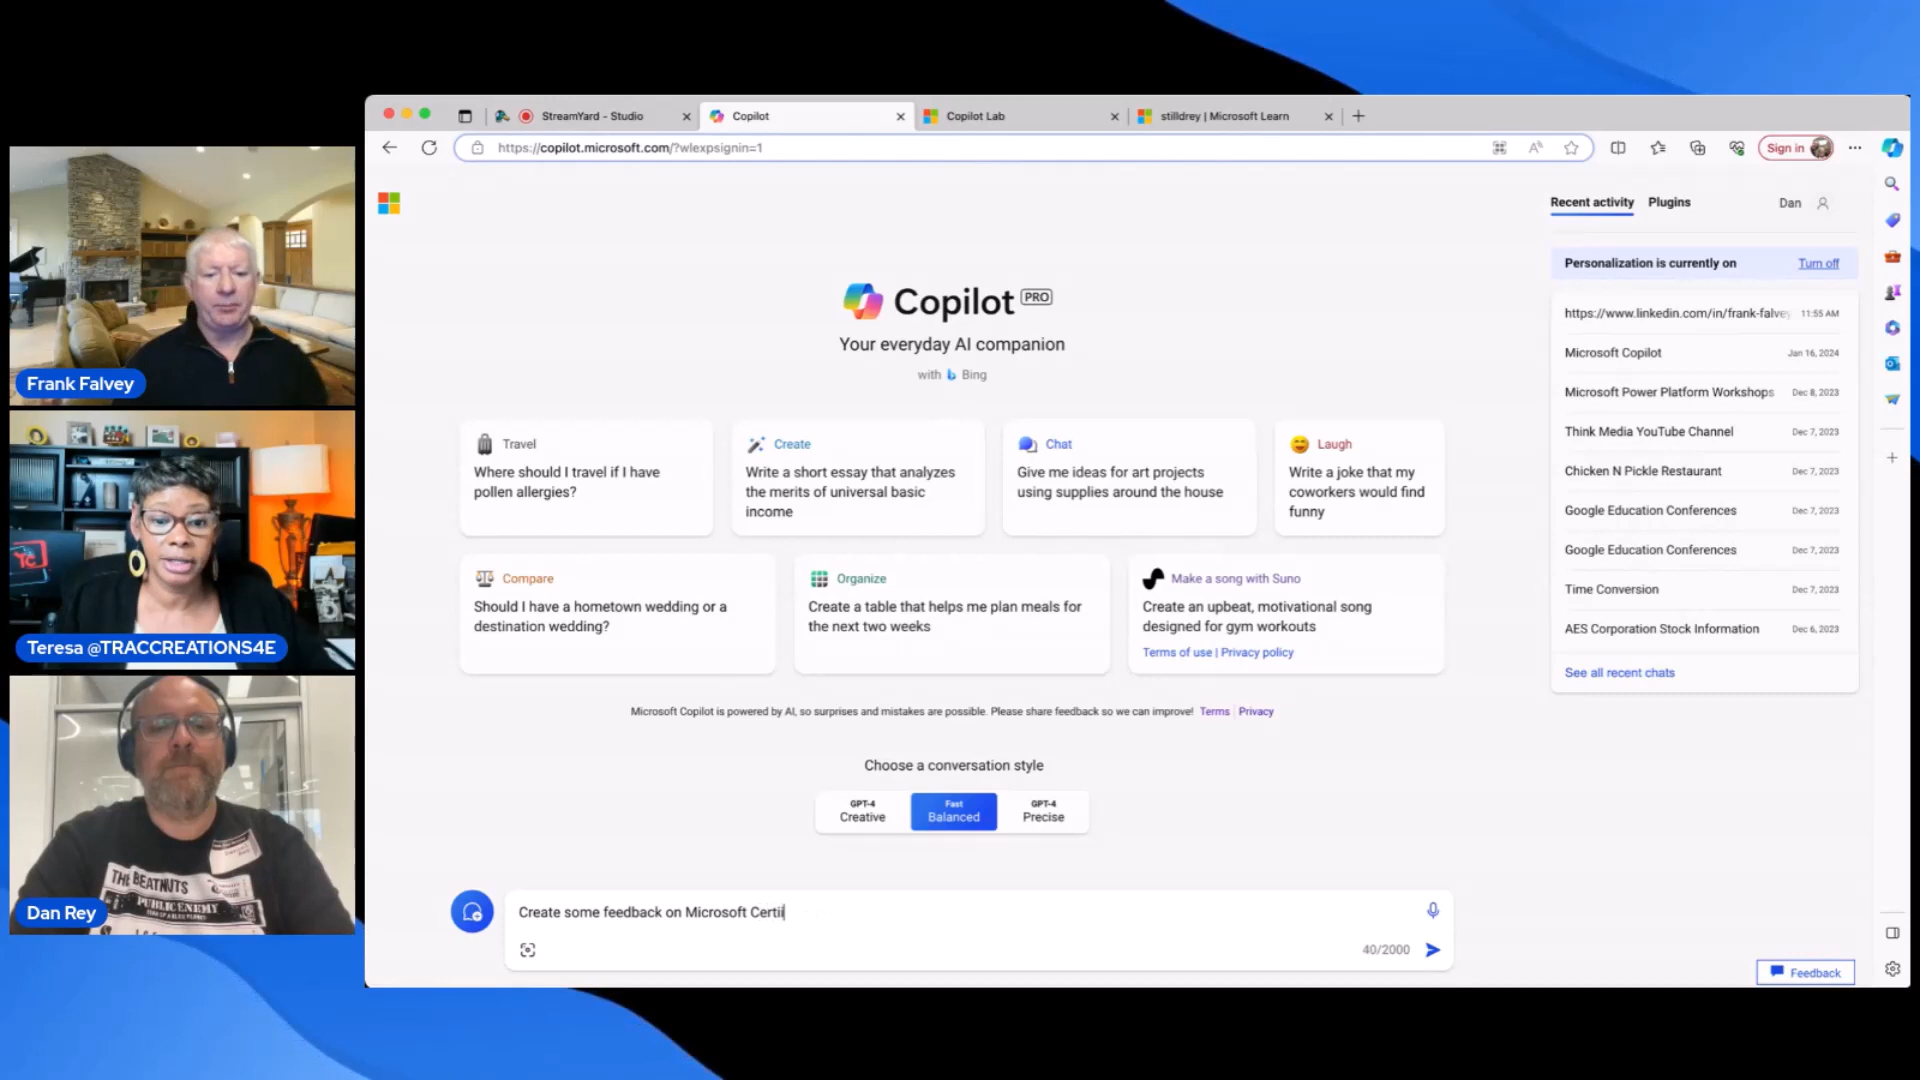 StreamYard - Studio
Copilot
Copilot Lab
stilldrey | Microsoft Learn
https://copilot.microsoft.com/?wlexpsignin=1
Sign in
Recent activity
Plugins
Dan
Personalization is currently on
Turn off
https://www.linkedin.com/in/frank-falvey
11:55 AM
Microsoft Copilot
Jan 16, 2024
Microsoft Power Platform Workshops
Dec 8, 2023
Think Media YouTube Channel
Dec 7, 2023
Chicken N Pickle Restaurant
Dec 7, 2023
Google Education Conferences
Dec 7, 2023
Google Education Conferences
Dec 7, 2023
Time Conversion
Dec 7, 2023
AES Corporation Stock Information
Dec 6, 2023
See all recent chats
Copilot PRO
Your everyday AI companion
with Bing
Travel
Where should I travel if I have
pollen allergies?
Create
Write a short essay that analyzes
the merits of universal basic
income
Chat
Give me ideas for art projects
using supplies around the house
Laugh
Write a joke that my
coworkers would find
funny
Compare
Should I have a hometown wedding or a
destination wedding?
Organize
Create a table that helps me plan meals for
the next two weeks
Make a song with Suno
Create an upbeat, motivational song
designed for gym workouts
Terms of use | Privacy policy
Microsoft Copilot is powered by AI, so surprises and mistakes are possible. Please share feedback so we can improve! Terms | Privacy
Choose a conversation style
GPT-4
Creative
Fast
Balanced
GPT-4
Precise
Create some feedback on Microsoft Certii
40/2000
Feedback
Frank Falvey
TC
Teresa @TRACCREATIONS4E
THE BEATNUTS
PUBLIC ENEMY
Dan Rey